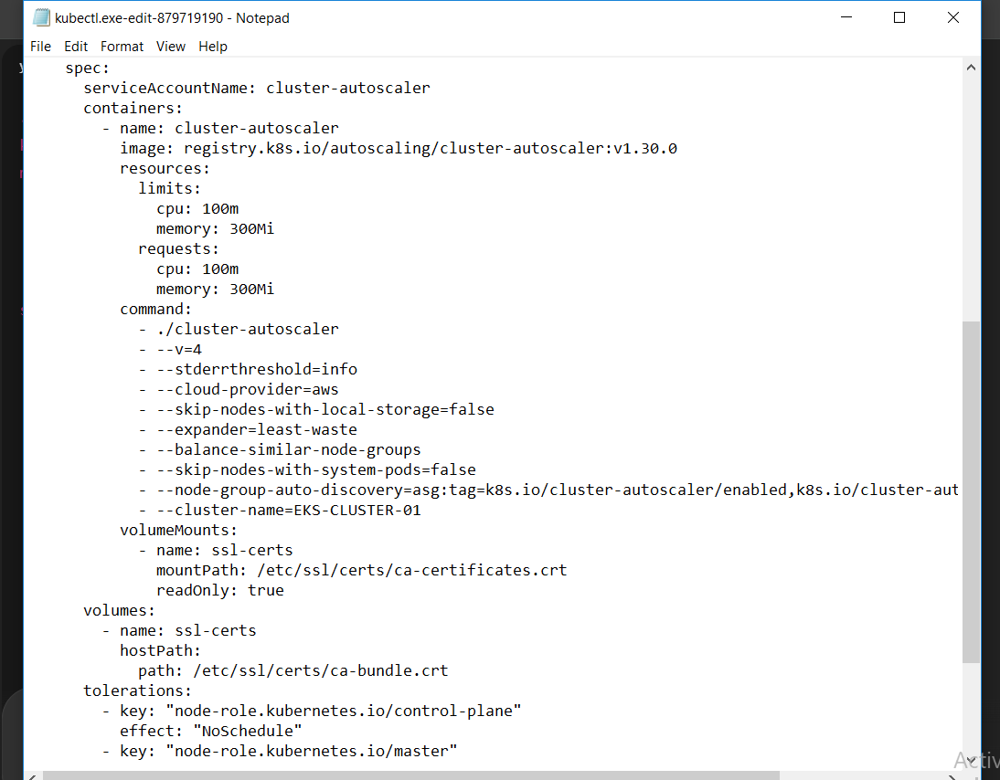 kubectl.exe-edit-879719190 - Notepad
File Edit Format View Help
spec:
serviceAccountName: cluster-autoscaler
containers:
- name: cluster-autoscaler
image: registry.k8s.io/autoscaling/cluster-autoscaler:v1.30.0
resources:
limits:
cpu: 100m
memory: 300Mi
requests:
cpu: 100m
memory: 300Mi
command:
- ./cluster-autoscaler
- --v=4
- --stderrthreshold=info
- --cloud-provider=aws
- --skip-nodes-with-local-storage=false
- --expander=least-waste
- --balance-similar-node-groups
- --skip-nodes-with-system-pods=false
- --node-group-auto-discovery=asg:tag=k8s.io/cluster-autoscaler/enabled,k8s.io/cluster-aut
- --cluster-name=EKS-CLUSTER-01
volumeMounts:
- name: ssl-certs
mountPath: /etc/ssl/certs/ca-certificates.crt
readOnly: true
volumes:
- name: ssl-certs
hostPath:
path: /etc/ssl/certs/ca-bundle.crt
tolerations:
- key: "node-role.kubernetes.io/control-plane"
effect: "NoSchedule"
- key: "node-role.kubernetes.io/master"
Activ